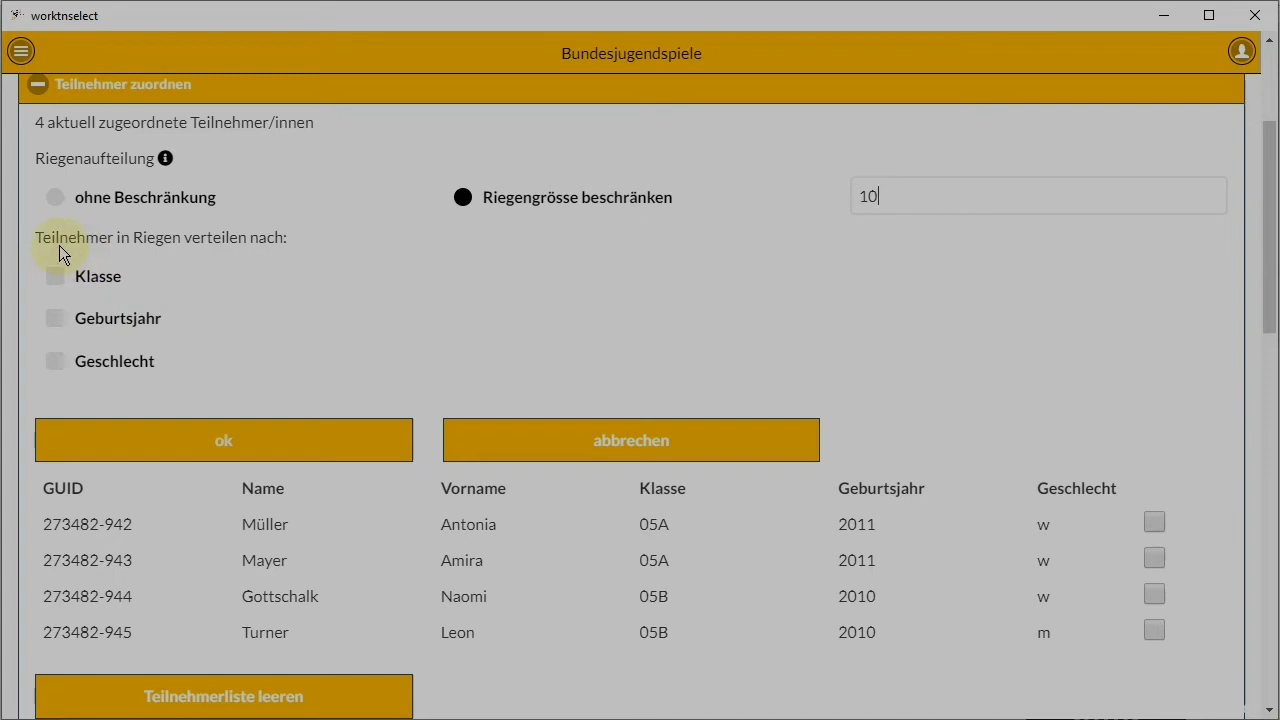 worktnselect
Bundesjugendspiele
Teilnehmer zuordnen
4 aktuell zugeordnete Teilnehmer/innen
Riegenaufteilung
ohne Beschränkung Riegengrösse beschränken 10
Teilnehmer in Riegen verteilen nach:
Klasse
Geburtsjahr
Geschlecht
ok abbrechen
GUID Name Vorname Klasse Geburtsjahr Geschlecht
273482-942 Müller Antonia 05A 2011 w
273482-943 Mayer Amira 05A 2011 w
273482-944 Gottschalk Naomi 05B 2010 w
273482-945 Turner Leon 05B 2010 m
Teilnehmerliste leeren